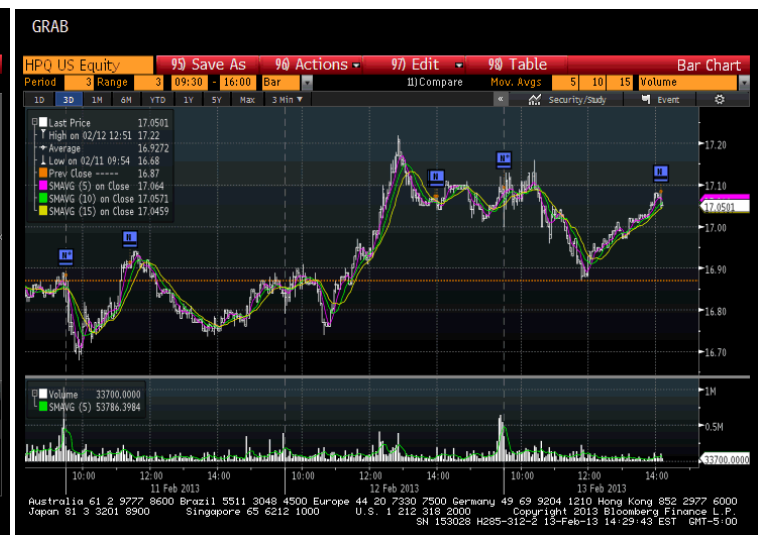 GRAB
HPQ US Equity 95) Save As 96) Actions 97) Edit 98) Table Bar Chart
Period 3 Range 3 09:30 - 16:00 Bar 11)Compare Mov. Avgs 5 10 15 Volume
1D 3D 1M 6M YTD 1Y 5Y Max 3 Min ▼ « Security/Study Event
Last Price 17.0501
High on 02/12 12:51 17.22
Average 16.9272
Low on 02/11 09:54 16.68
Prev Close ----- 16.87
SMAVG (5) on Close 17.064
SMAVG (10) on Close 17.0571
SMAVG (15) on Close 17.0459
17.20
17.10
17.0501
17.00
16.90
16.80
16.70
N*
N
N
N*
N
Volume 33700.0000
SMAVG (5) 53786.3984
1M
0.5M
33700.0000
10:00 12:00 14:00 10:00 12:00 14:00 10:00 12:00 14:00
11 Feb 2013 12 Feb 2013 13 Feb 2013
Australia 61 2 9777 8600 Brazil 5511 3048 4500 Europe 44 20 7330 7500 Germany 49 69 9204 1210 Hong Kong 852 2977 6000
Japan 81 3 3201 8900 Singapore 65 6212 1000 U.S. 1 212 318 2000 Copyright 2013 Bloomberg Finance L.P.
SN 153028 H285-312-2 13-Feb-13 14:29:43 EST GMT-5:00